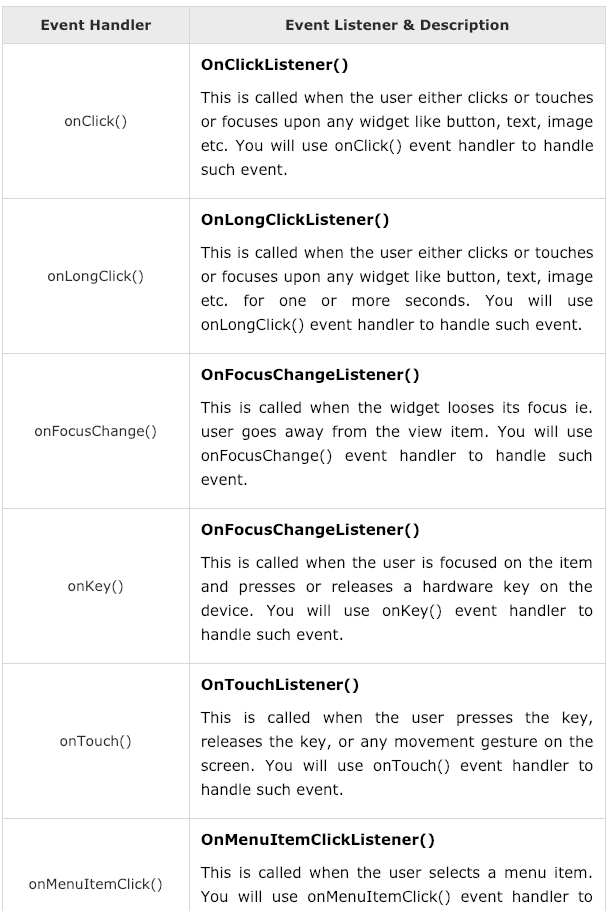 Event Handler Event Listener & Description
OnClickListener()
This is called when the user either clicks or touches
or focuses upon any widget like button, text, image
onClick()
etc. You will use onClick() event handler to handle
such event.
OnLongClickListener()
This is called when the user either clicks or touches
or focuses upon any widget like button, text, image
onLongClick()
etc. for one or more seconds. You will use
onLongClick() event handler to handle such event.
OnFocusChangeListener()
This is called when the widget looses its focus ie.
user goes away from the view item. You will use
onFocusChange()
onFocusChange() event handler to handle such
event.
OnFocusChangeListener()
This is called when the user is focused on the item
and presses or releases a hardware key on the
onKey()
device. You will use onKey() event handler to
handle such event.
OnTouchListener()
This is called when the user presses the key,
releases the key, or any movement gesture on the
onTouch()
screen. You will use onTouch() event handler to
handle such event.
OnMenuItemClickListener()
This is called when the user selects a menu item.
onMenuItemClick()
You will use onMenuItemClick() event handler to